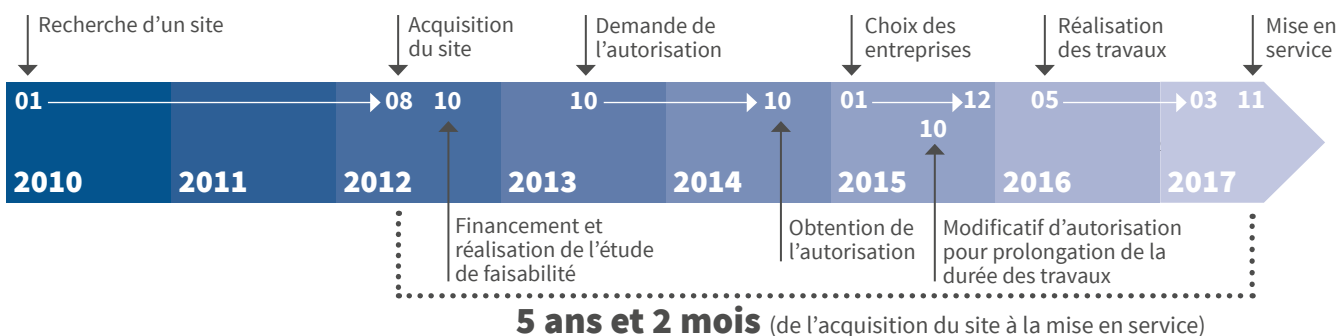 Recherche d’un site
Acquisition
du site
Demande de
l’autorisation
Choix des
entreprises
Réalisation
des travaux
Mise en
service
01
08
10
10
10
01
12
10
05
03
11
2010
2011
2012
2013
2014
2015
2016
2017
Financement et
réalisation de l’étude
de faisabilité
Obtention de
l’autorisation
Modificatif d’autorisation
pour prolongation de la
durée des travaux
5 ans et 2 mois (de l’acquisition du site à la mise en service)